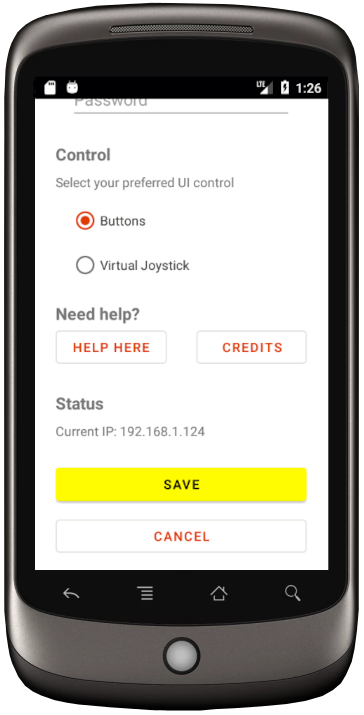 LTE 1:26
Password
Control
Select your preferred UI control
Buttons
Virtual Joystick
Need help?
HELP HERE CREDITS
Status
Current IP: 192.168.1.124
SAVE
CANCEL